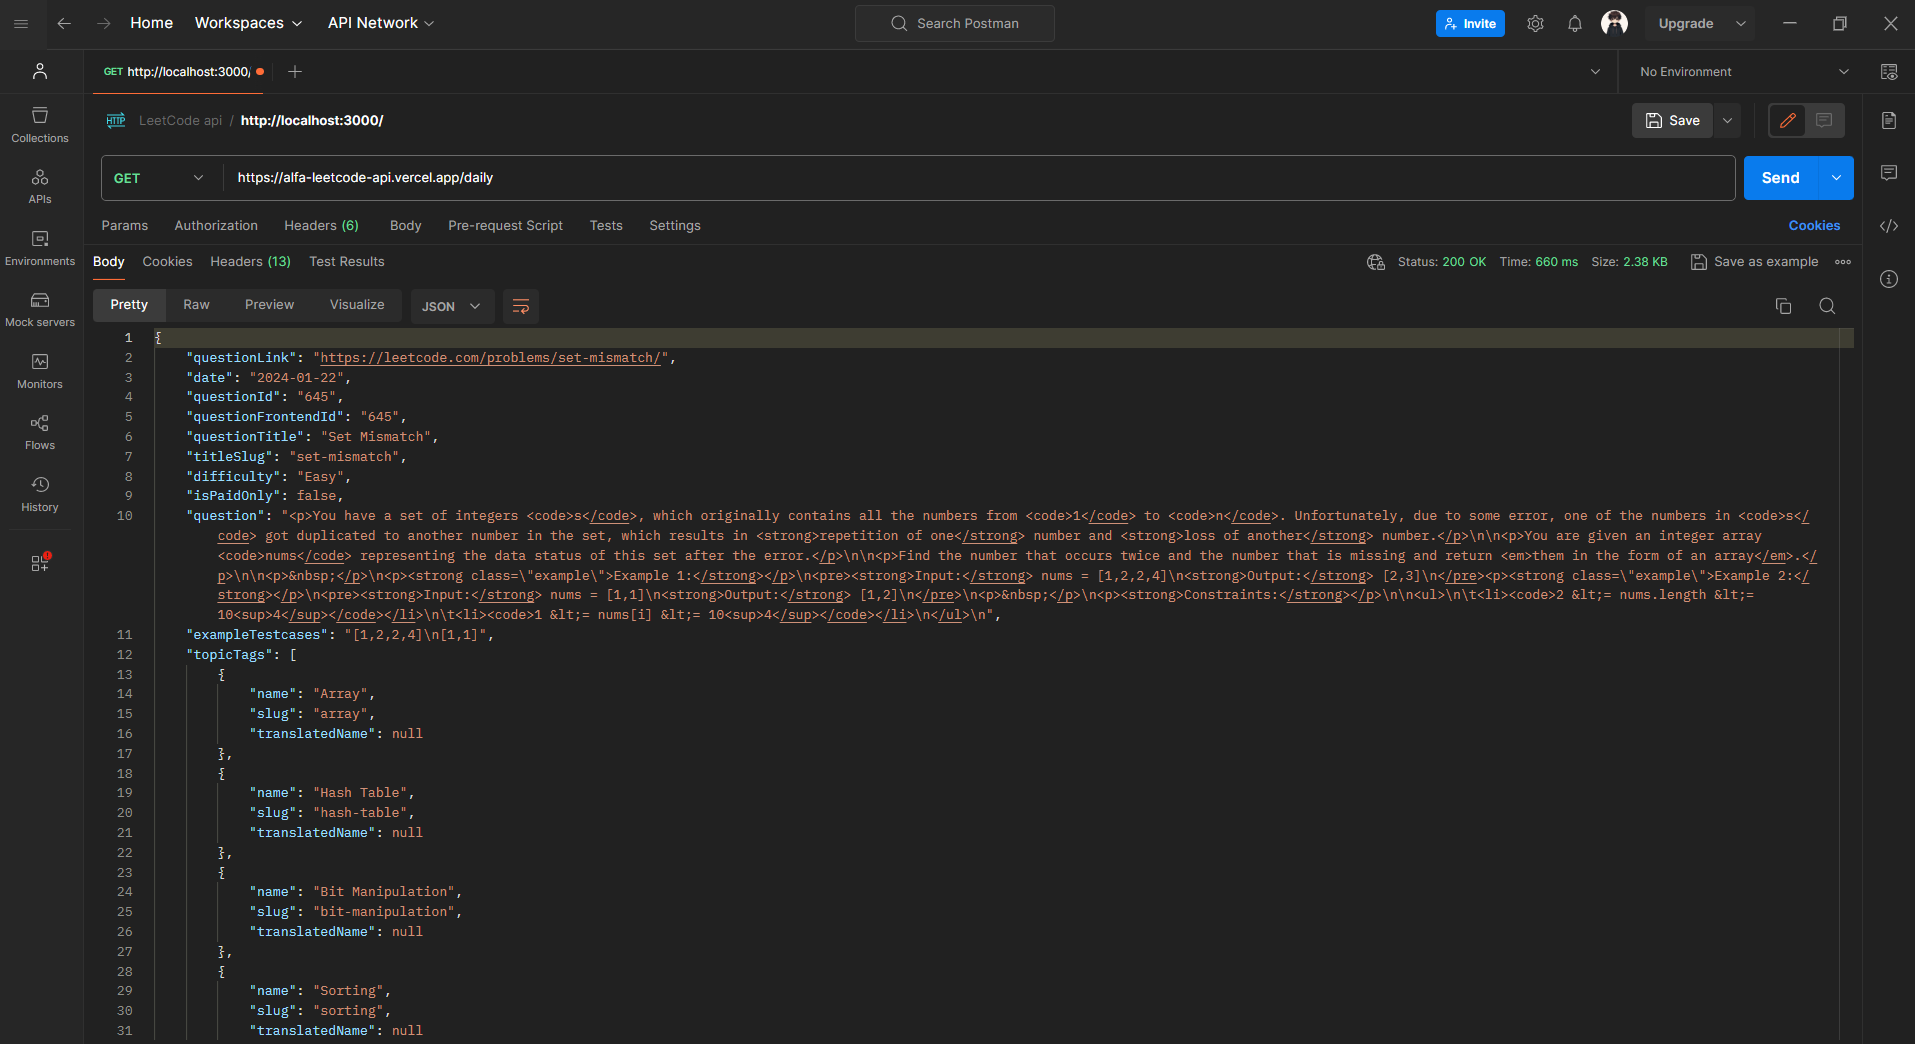 Home Workspaces API Network Search Postman Invite Upgrade
GET http://localhost:3000/ No Environment
HTTP LeetCode api / http://localhost:3000/ Save
Collections
APIs
Environments
Mock servers
Monitors
Flows
History
GET https://alfa-leetcode-api.vercel.app/daily Send
Params Authorization Headers (6) Body Pre-request Script Tests Settings Cookies
Body Cookies Headers (13) Test Results Status: 200 OK Time: 660 ms Size: 2.38 KB Save as example
Pretty Raw Preview Visualize JSON
1 {
2 "questionLink": "https://leetcode.com/problems/set-mismatch/",
3 "date": "2024-01-22",
4 "questionId": "645",
5 "questionFrontendId": "645",
6 "questionTitle": "Set Mismatch",
7 "titleSlug": "set-mismatch",
8 "difficulty": "Easy",
9 "isPaidOnly": false,
10 "question": "<p>You have a set of integers <code>s</code>, which originally contains all the numbers from <code>1</code> to <code>n</code>. Unfortunately, due to some error, one of the numbers in <code>s</
code> got duplicated to another number in the set, which results in <strong>repetition of one</strong> number and <strong>loss of another</strong> number.</p>\n\n<p>You are given an integer array
<code>nums</code> representing the data status of this set after the error.</p>\n\n<p>Find the number that occurs twice and the number that is missing and return <em>them in the form of an array</em>.</
p>\n\n<p>&nbsp;</p>\n<p><strong class=\"example\">Example 1:</strong></p>\n<pre><strong>Input:</strong> nums = [1,2,2,4]\n<strong>Output:</strong> [2,3]\n</pre><p><strong class=\"example\">Example 2:</
strong></p>\n<pre><strong>Input:</strong> nums = [1,1]\n<strong>Output:</strong> [1,2]\n</pre>\n<p>&nbsp;</p>\n<p><strong>Constraints:</strong></p>\n\n<ul>\n\t<li><code>2 &lt;= nums.length &lt;=
10<sup>4</sup></code></li>\n\t<li><code>1 &lt;= nums[i] &lt;= 10<sup>4</sup></code></li>\n</ul>\n",
11 "exampleTestcases": "[1,2,2,4]\n[1,1]",
12 "topicTags": [
13 {
14 "name": "Array",
15 "slug": "array",
16 "translatedName": null
17 },
18 {
19 "name": "Hash Table",
20 "slug": "hash-table",
21 "translatedName": null
22 },
23 {
24 "name": "Bit Manipulation",
25 "slug": "bit-manipulation",
26 "translatedName": null
27 },
28 {
29 "name": "Sorting",
30 "slug": "sorting",
31 "translatedName": null